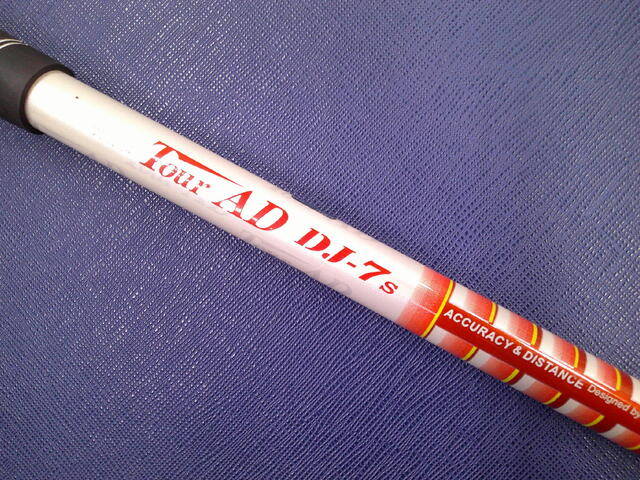 Tour AD DJ-7s
ACCURACY & DISTANCE Designed by